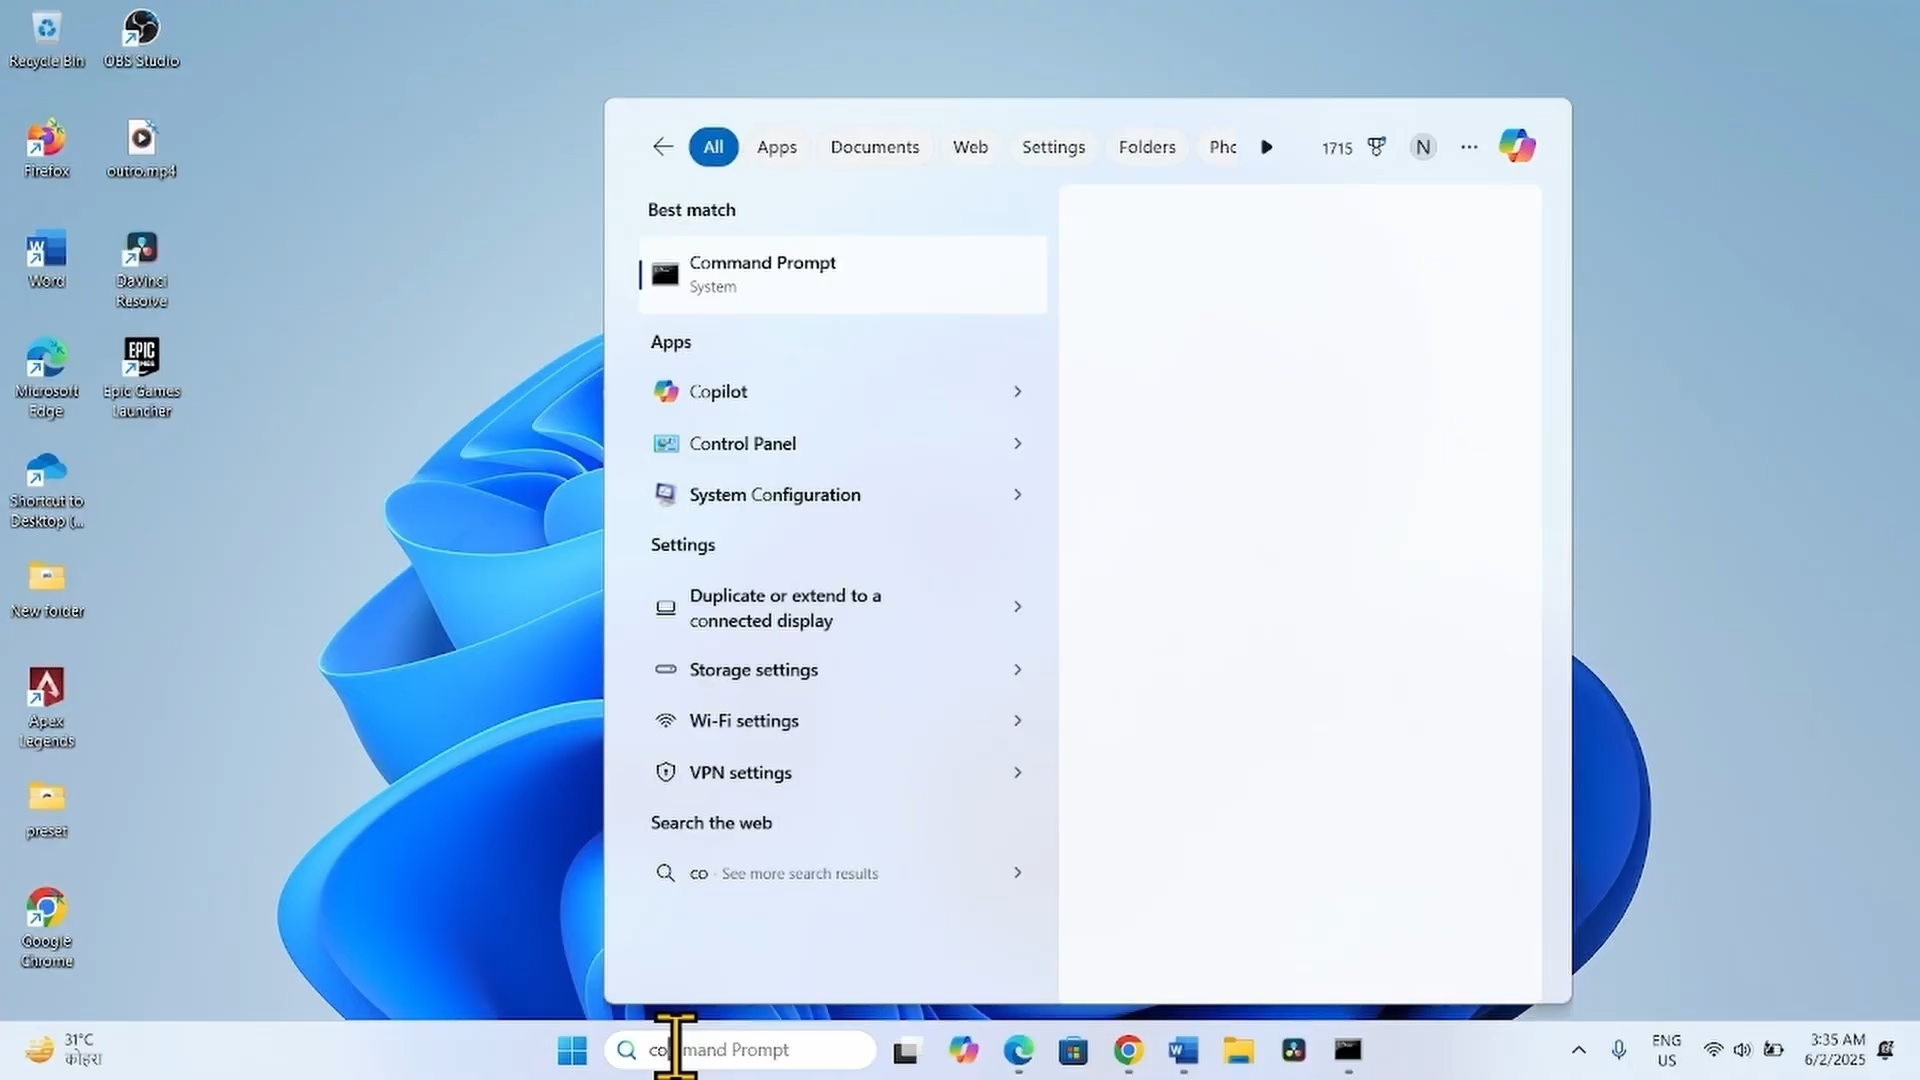 Recycle Bin
OBS Studio
Firefox
outro.mp4
Word
DaVinci
Resolve
Microsoft
Edge
EPIC
GAMES
Epic Games
Launcher
Shortcut to
Desktop (...
New folder
Apex
Legends
preset
Google
Chrome
All
Apps
Documents
Web
Settings
Folders
Phc
1715
N
Best match
Command Prompt
System
Apps
Copilot
Control Panel
System Configuration
Settings
Duplicate or extend to a
connected display
Storage settings
Wi-Fi settings
VPN settings
Search the web
co - See more search results
31°C
कोहरा
command Prompt
ENG
US
3:35 AM
6/2/2025